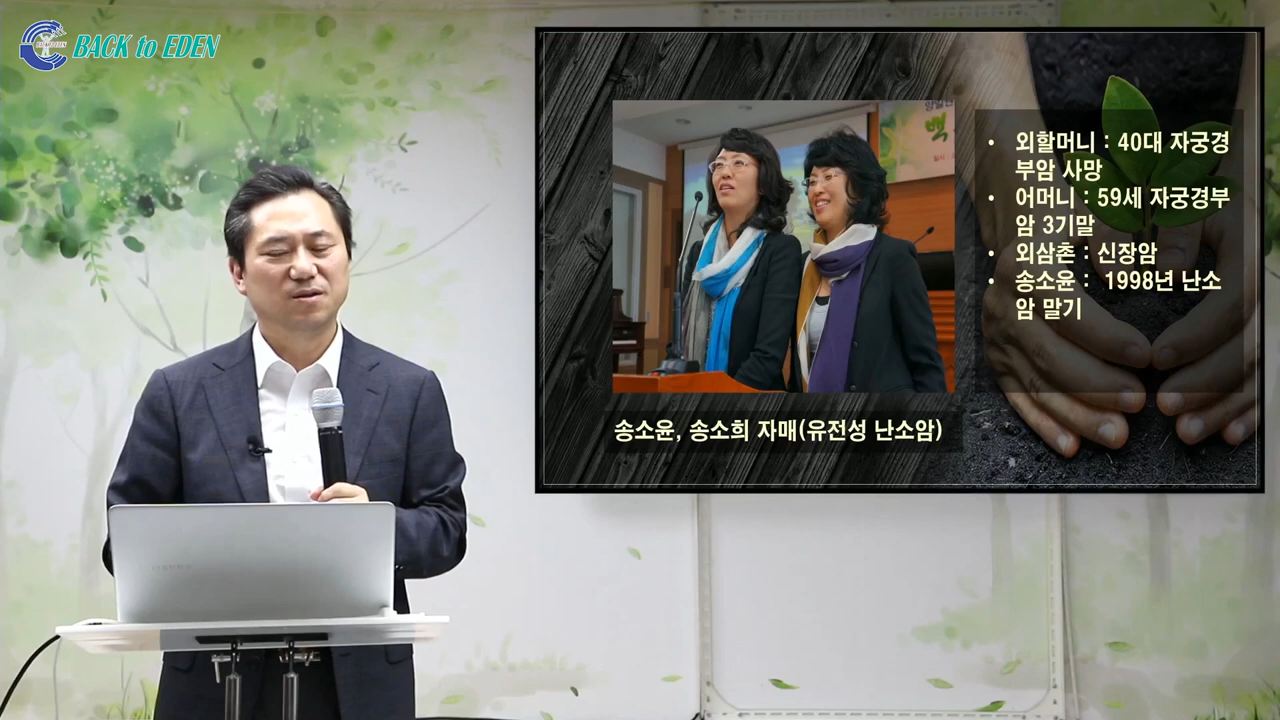 BACK to EDEN
• 외할머니 : 40대 자궁경
부암 사망
• 어머니 : 59세 자궁경부
암 3기말
• 외삼촌 : 신장암
• 송소윤 : 1998년 난소
암 말기
송소윤, 송소희 자매(유전성 난소암)